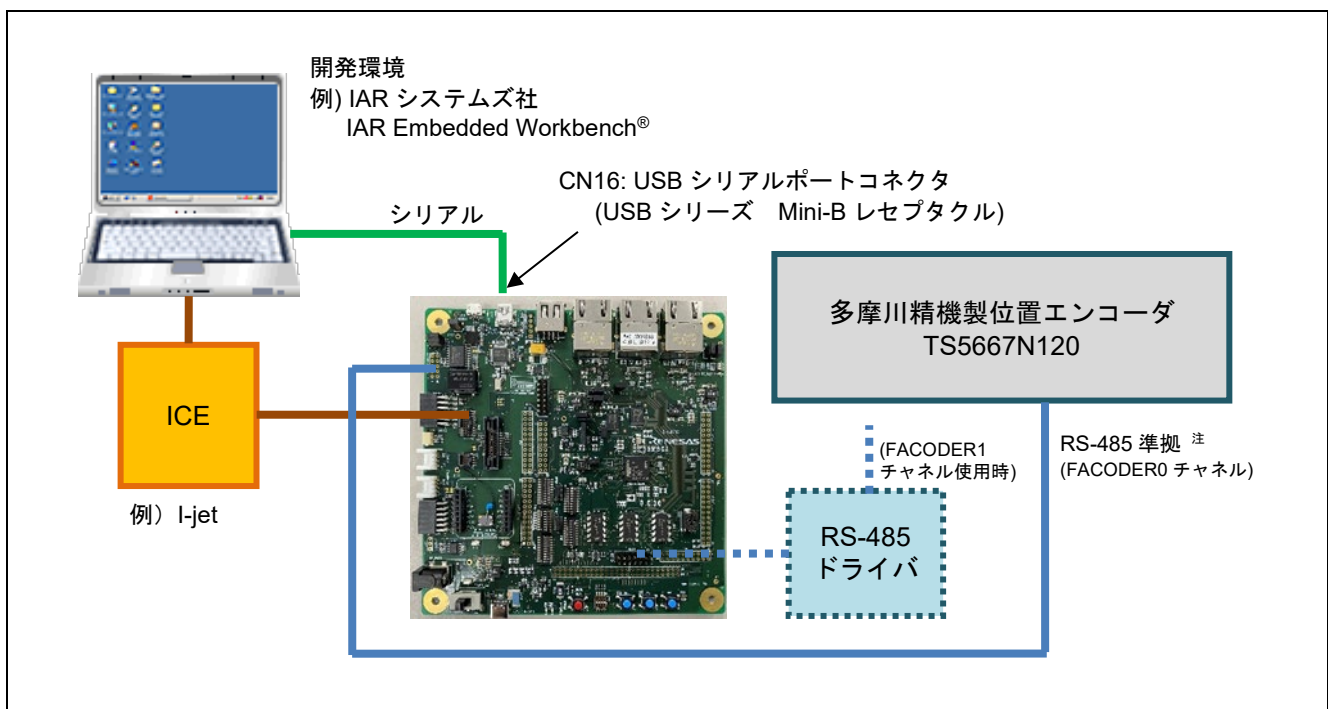 開発環境
例) IAR システムズ社
IAR Embedded Workbench®
CN16: USB シリアルポートコネクタ
(USB シリーズ　Mini-B レセプタクル)
シリアル
多摩川精機製位置エンコーダ
TS5667N120
ICE
例）I-jet
(FACODER1
チャネル使用時)
RS-485 準拠 注
(FACODER0 チャネル)
RS-485
ドライバ
RENESAS